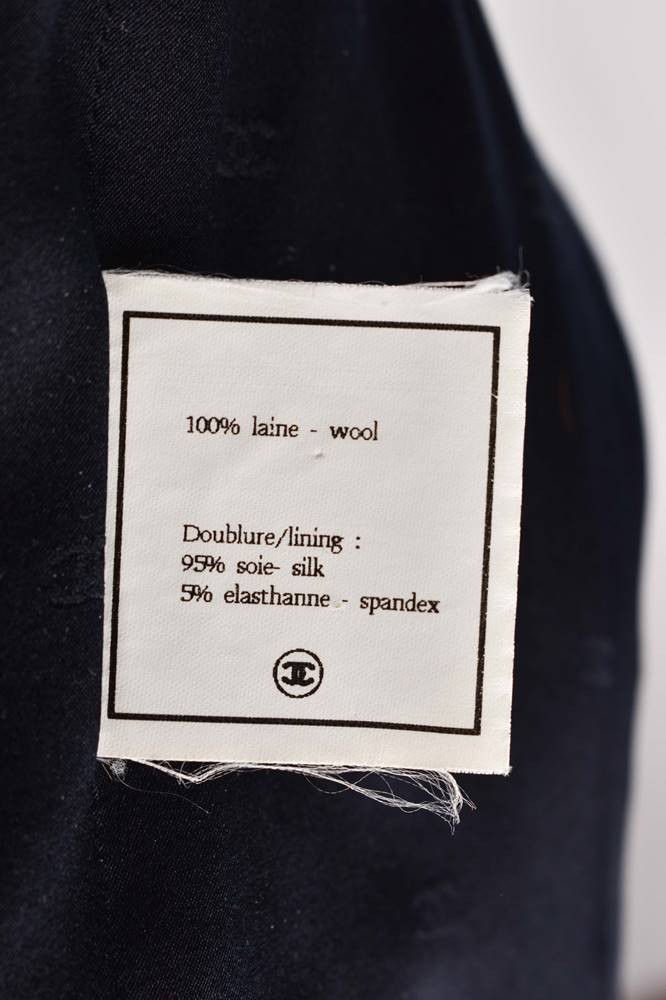 100% laine - wool
Doublure/lining :
95% soie- silk
5% elasthanne - spandex